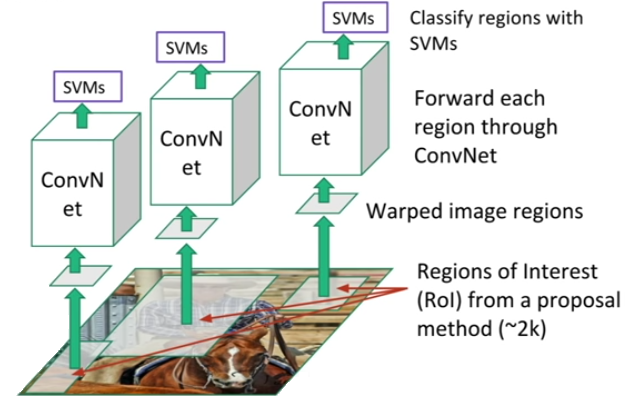 SVMs
Classify regions with
SVMs
SVMs
SVMs
ConvN
et
Forward each
region through
ConvNet
ConvN
et
ConvN
et
Warped image regions
Regions of Interest
(RoI) from a proposal
method (~2k)